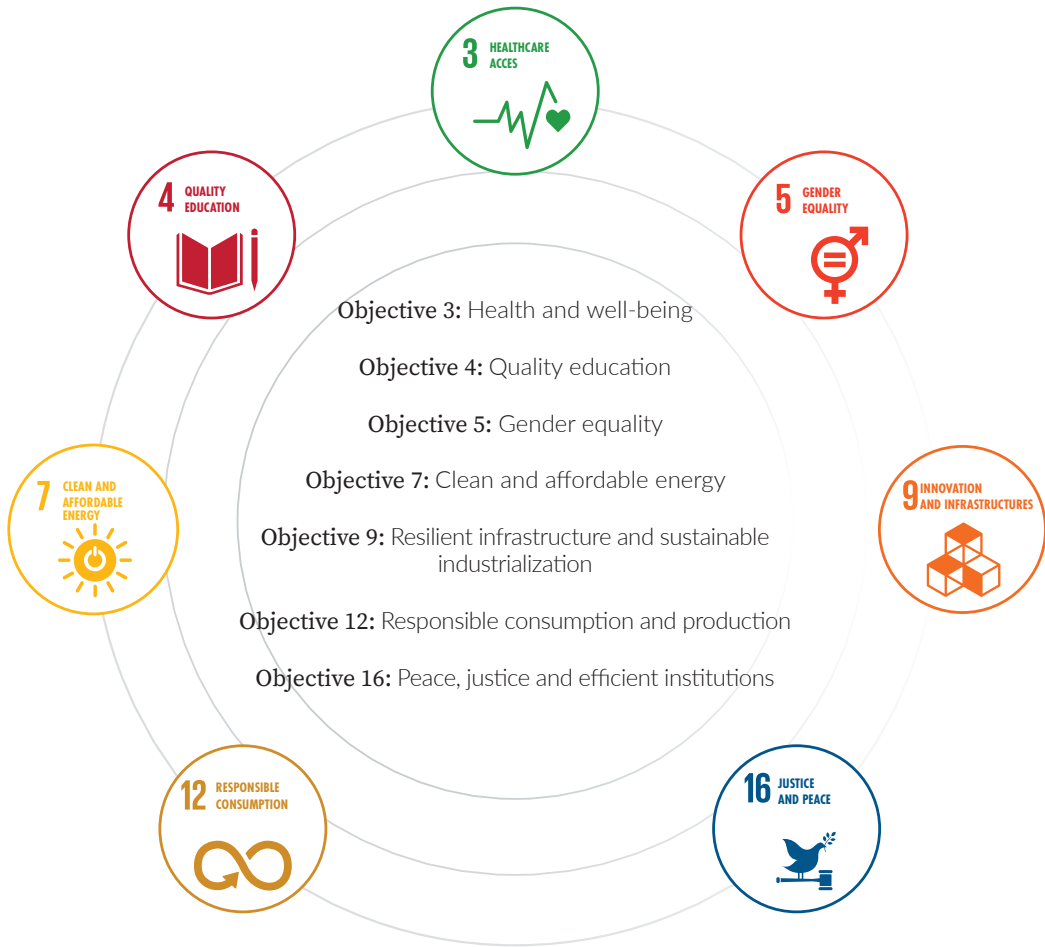 3 HEALTHCARE
ACCES
4 QUALITY
EDUCATION
5 GENDER
EQUALITY
Objective 3: Health and well-being
Objective 4: Quality education
Objective 5: Gender equality
Objective 7: Clean and affordable energy
Objective 9: Resilient infrastructure and sustainable
industrialization
Objective 12: Responsible consumption and production
Objective 16: Peace, justice and efficient institutions
7 CLEAN AND
AFFORDABLE
ENERGY
9 INNOVATION
AND INFRASTRUCTURES
12 RESPONSIBLE
CONSUMPTION
16 JUSTICE
AND PEACE